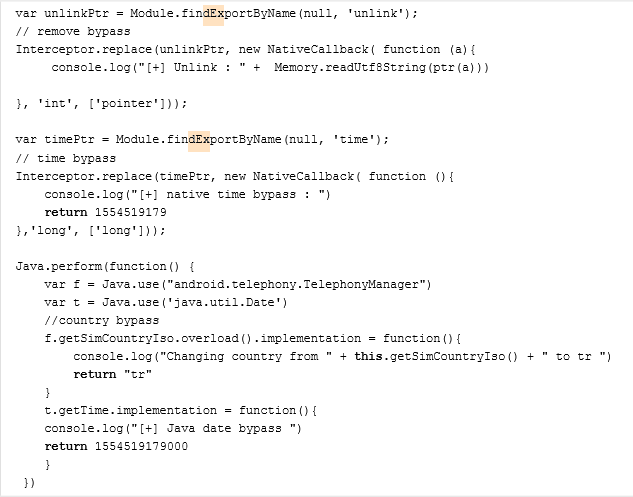 var unlinkPtr = Module.findExportByName(null, 'unlink');
// remove bypass
Interceptor.replace(unlinkPtr, new NativeCallback( function (a){
     console.log("[+] Unlink : " +  Memory.readUtf8String(ptr(a)))

}, 'int', ['pointer']));

var timePtr = Module.findExportByName(null, 'time');
// time bypass
Interceptor.replace(timePtr, new NativeCallback( function (){
    console.log("[+] native time bypass : ")
    return 1554519179
},'long', ['long']));

Java.perform(function() {
    var f = Java.use("android.telephony.TelephonyManager")
    var t = Java.use('java.util.Date')
    //country bypass
    f.getSimCountryIso.overload().implementation = function(){
        console.log("Changing country from " + this.getSimCountryIso() + " to tr ")
        return "tr"
    }
    t.getTime.implementation = function(){
    console.log("[+] Java date bypass ")
    return 1554519179000
    }
 })